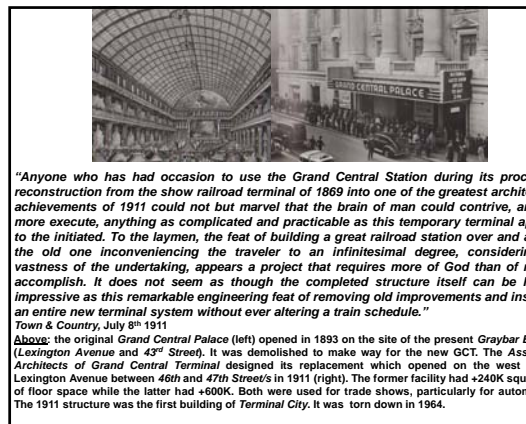 GRAND CENTRAL PALACE
“Anyone who has had occasion to use the Grand Central Station during its proc
reconstruction from the show railroad terminal of 1869 into one of the greatest archite
achievements of 1911 could not but marvel that the brain of man could contrive, a
more execute, anything as complicated and practicable as this temporary terminal a
to the initiated. To the laymen, the feat of building a great railroad station over and a
the old one inconveniencing the traveler to an infinitesimal degree, considerin
vastness of the undertaking, appears a project that requires more of God than of
accomplish. It does not seem as though the completed structure itself can be
impressive as this remarkable engineering feat of removing old improvements and ins
an entire new terminal system without ever altering a train schedule.”
Town & Country, July 8th 1911
Above: the original Grand Central Palace (left) opened in 1893 on the site of the present Graybar B
(Lexington Avenue and 43rd Street). It was demolished to make way for the new GCT. The Ass
Architects of Grand Central Terminal designed its replacement which opened on the west
Lexington Avenue between 46th and 47th Street/s in 1911 (right). The former facility had +240K squ
of floor space while the latter had +600K. Both were used for trade shows, particularly for autom
The 1911 structure was the first building of Terminal City. It was torn down in 1964.